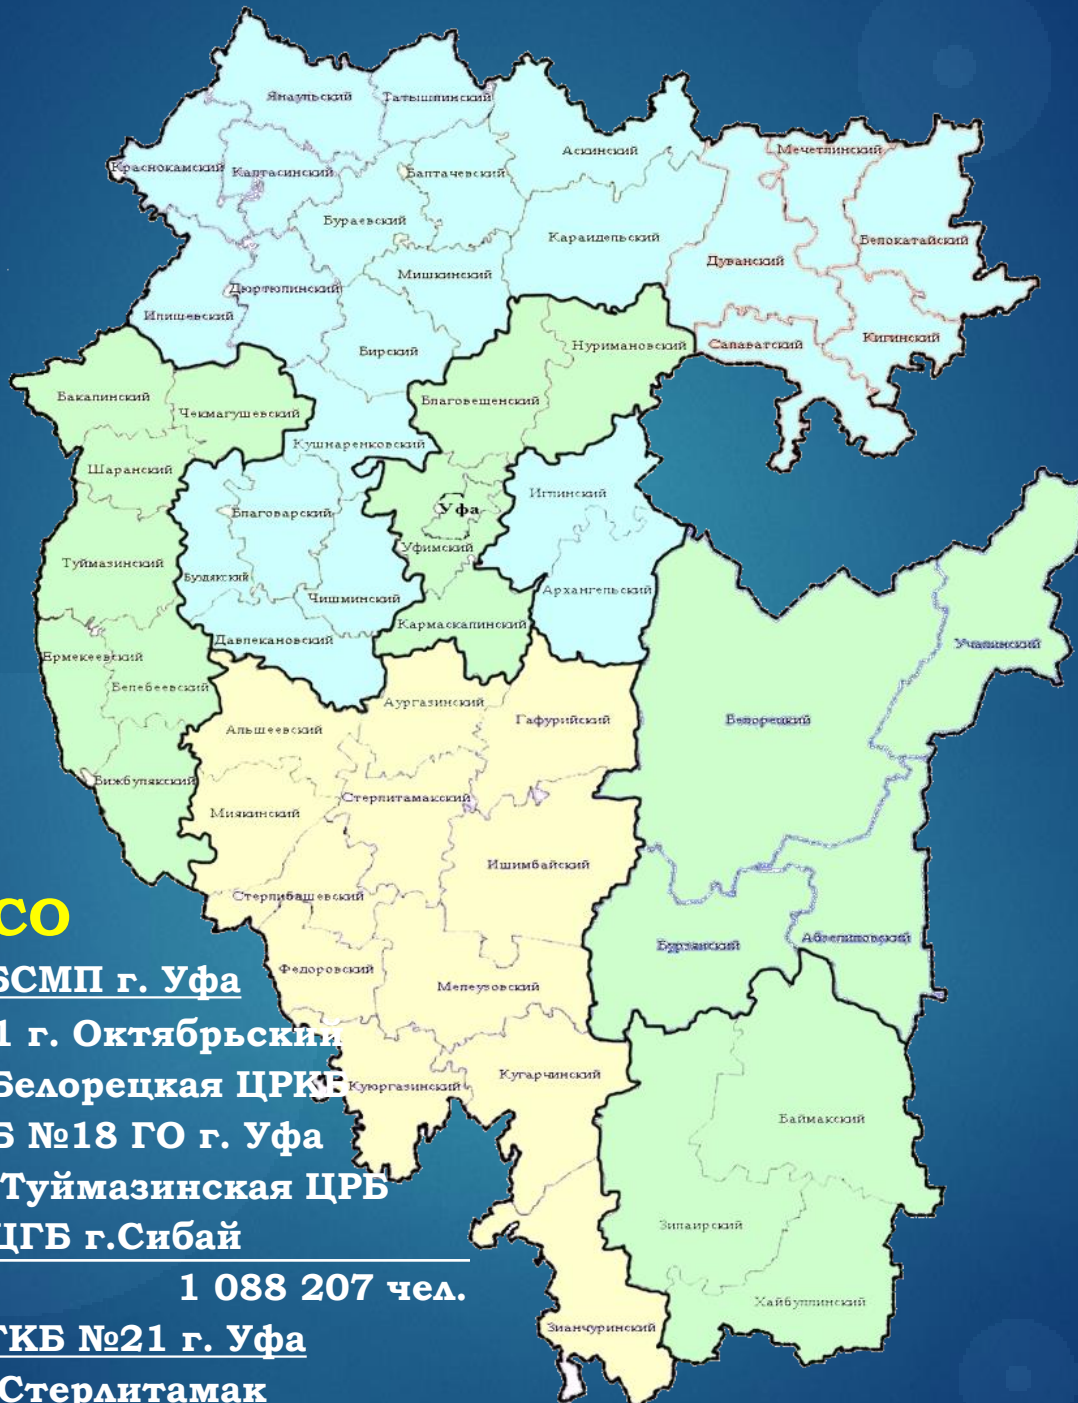 Янаульский
Татышлинский
Аскинский
Мечетлинский
Краснокамский
Калтасинский
Балтачевский
Бураевский
Караидельский
Белокатайский
Дуванский
Мишкинский
Дюртюлинский
Илишевский
Кигинский
Салаватский
Нуримановский
Бирский
Бакалинский
Благовещенский
Чекмагушевский
Кушнаренковский
Шаранский
Иглинский
Благоварский
Уфа
Уфимский
Туймазинский
Буздякский
Архангельский
Чишминский
Кармаскалинский
Давлекановский
Учалинский
Ермекеевский
Белебеевский
Аургазинский
Гафурийский
Белорецкий
Альшеевский
Бижбулякский
Стерлитамакский
Миякинский
Ишимбайский
Стерлибашевский
СО
Абзелиловский
Бурзянский
Федоровский
БСМП г. Уфа
Мелеузовский
1 г. Октябрьский
Кугарчинский
Белорецкая ЦРКБ
Куюргазинский
Баймакский
Б №18 ГО г. Уфа
Туймазинская ЦРБ
Зилаирский
ЦГБ г.Сибай
1 088 207 чел.
Хайбуллинский
Зианчуринский
ГКБ №21 г. Уфа
Стерлитамак